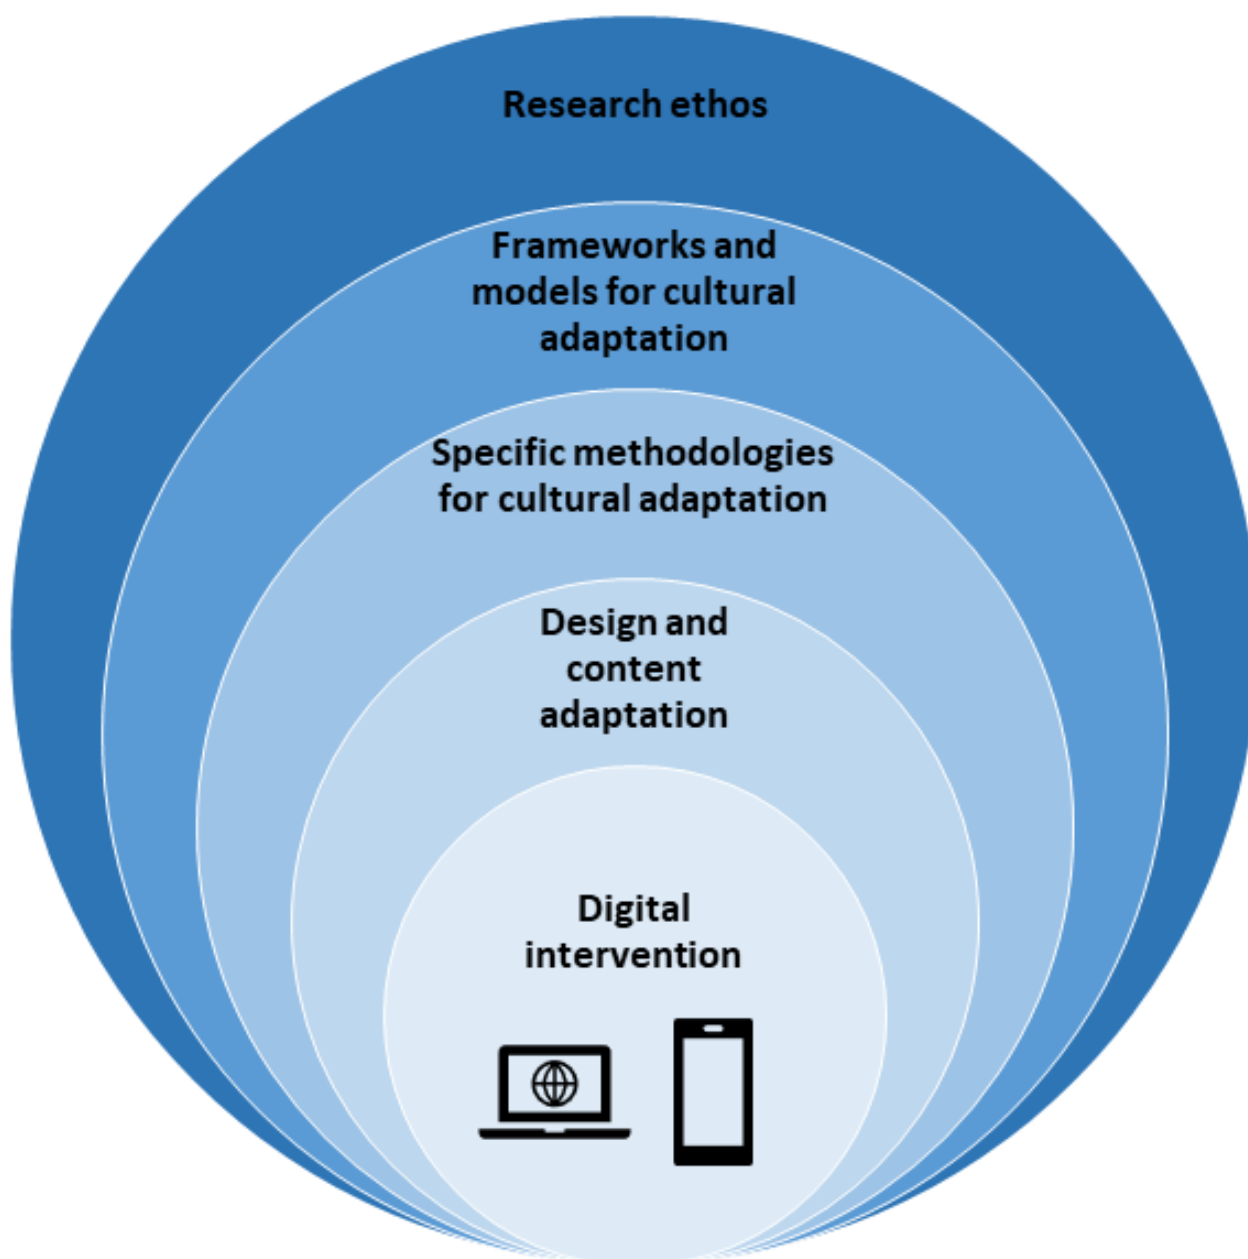 Research ethos
Frameworks and
models for cultural
adaptation
Specific methodologies
for cultural adaptation
Design and
content
adaptation
Digital
intervention